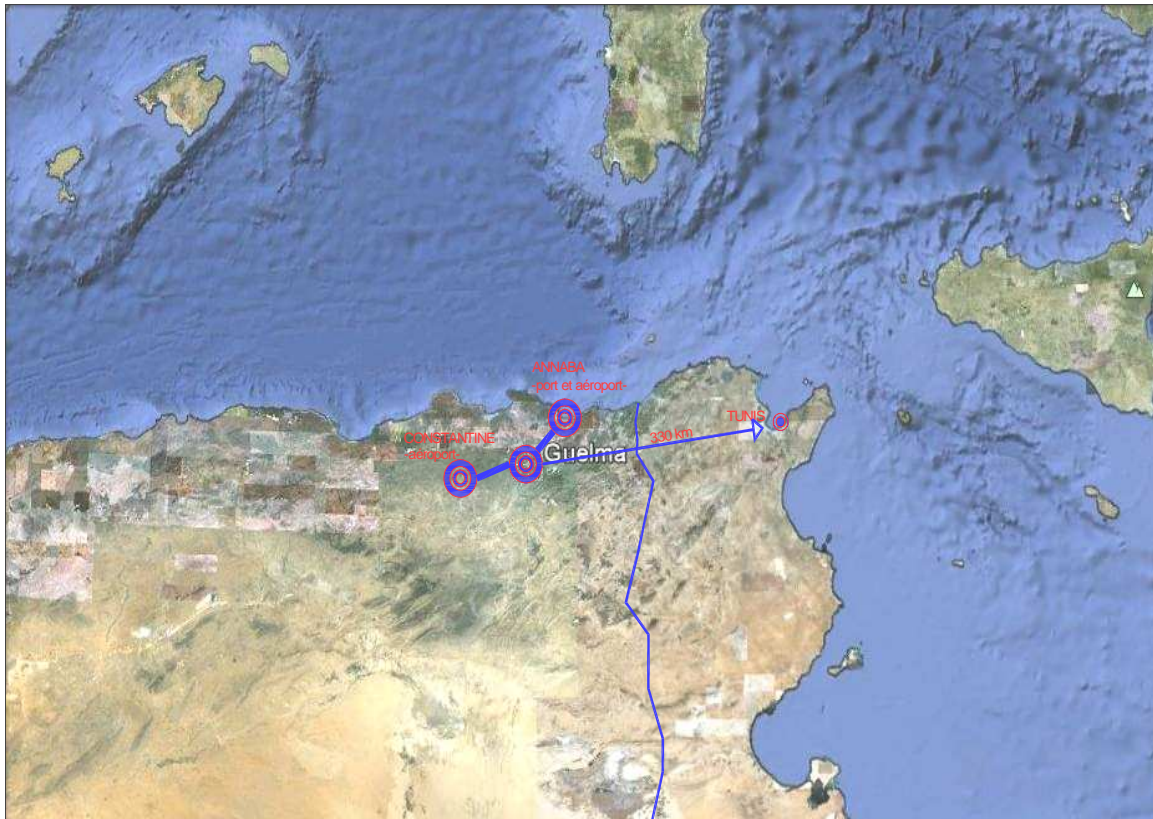 ANNABA
-port et aéroport-
TUNIS
330 km
CONSTANTINE
-aéroport-
Guelma